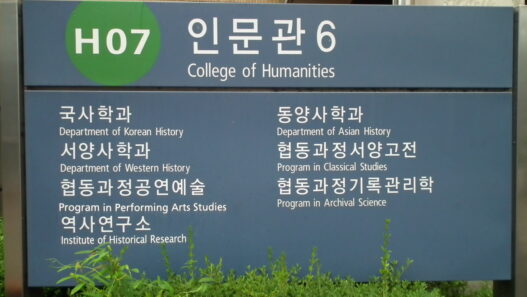 H07
인문관 6
College of Humanities
국사학과
Department of Korean History
서양사학과
Department of Western History
협동과정공연예술
Program in Performing Arts Studies
역사연구소
Institute of Historical Research
동양사학과
Department of Asian History
협동과정서양고전
Program in Classical Studies
협동과정기록관리학
Program in Archival Science